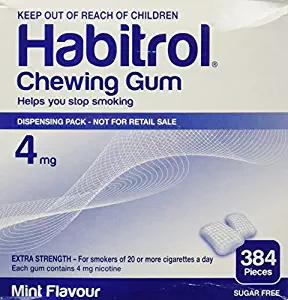 KEEP OUT OF REACH OF CHILDREN
Habitrol®
Chewing Gum
Helps you stop smoking
DISPENSING PACK - NOT FOR RETAIL SALE
4 mg
EXTRA STRENGTH – For smokers of 20 or more cigarettes a day
Each gum contains 4 mg nicotine
384
Pieces
Mint Flavour
SUGAR FREE